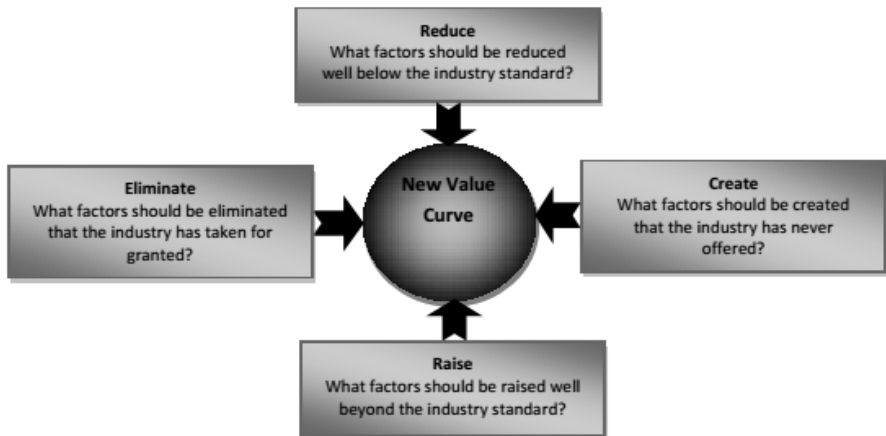 Reduce
What factors should be reduced
well below the industry standard?
Eliminate
What factors should be eliminated
that the industry has taken for
granted?
New Value
Curve
Create
What factors should be created
that the industry has never
offered?
Raise
What factors should be raised well
beyond the industry standard?